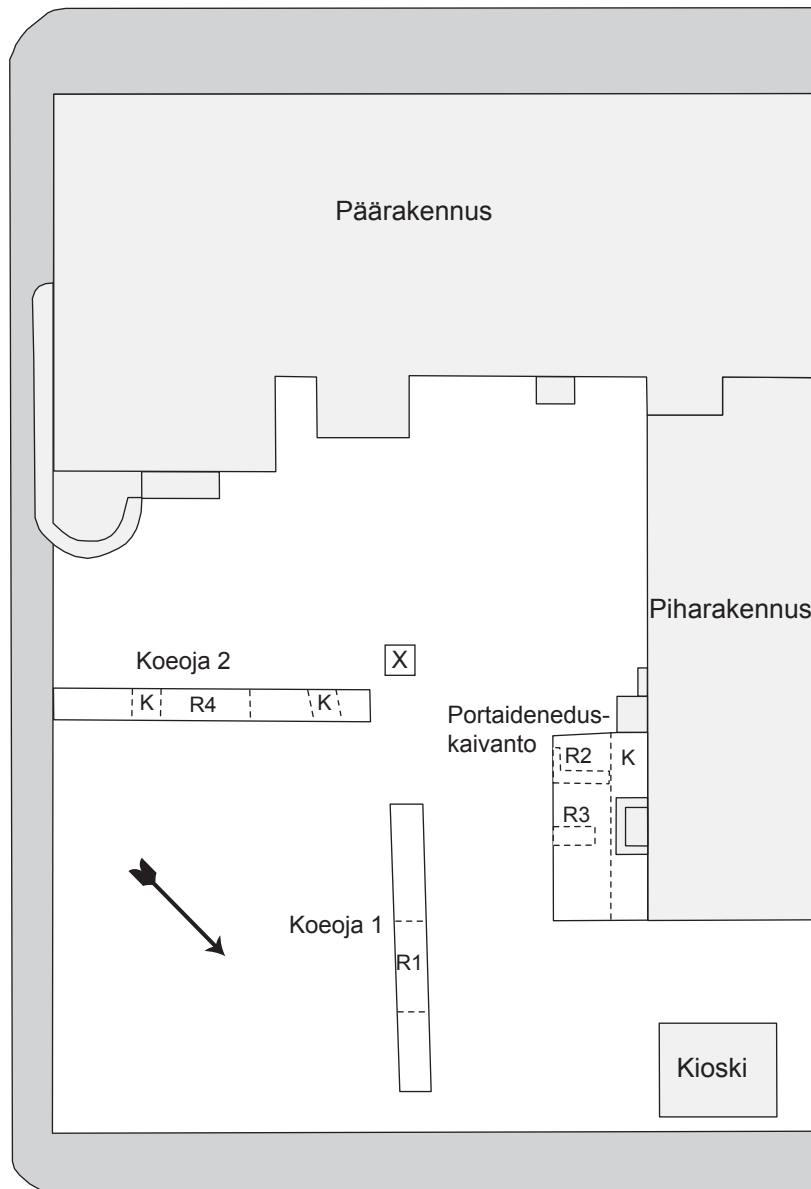 Päärakennus
Piharakennus
Koeoja 2
X
K
R4
K
Portaidenedus-
kaivanto
R2
K
R3
Koeoja 1
R1
Kioski